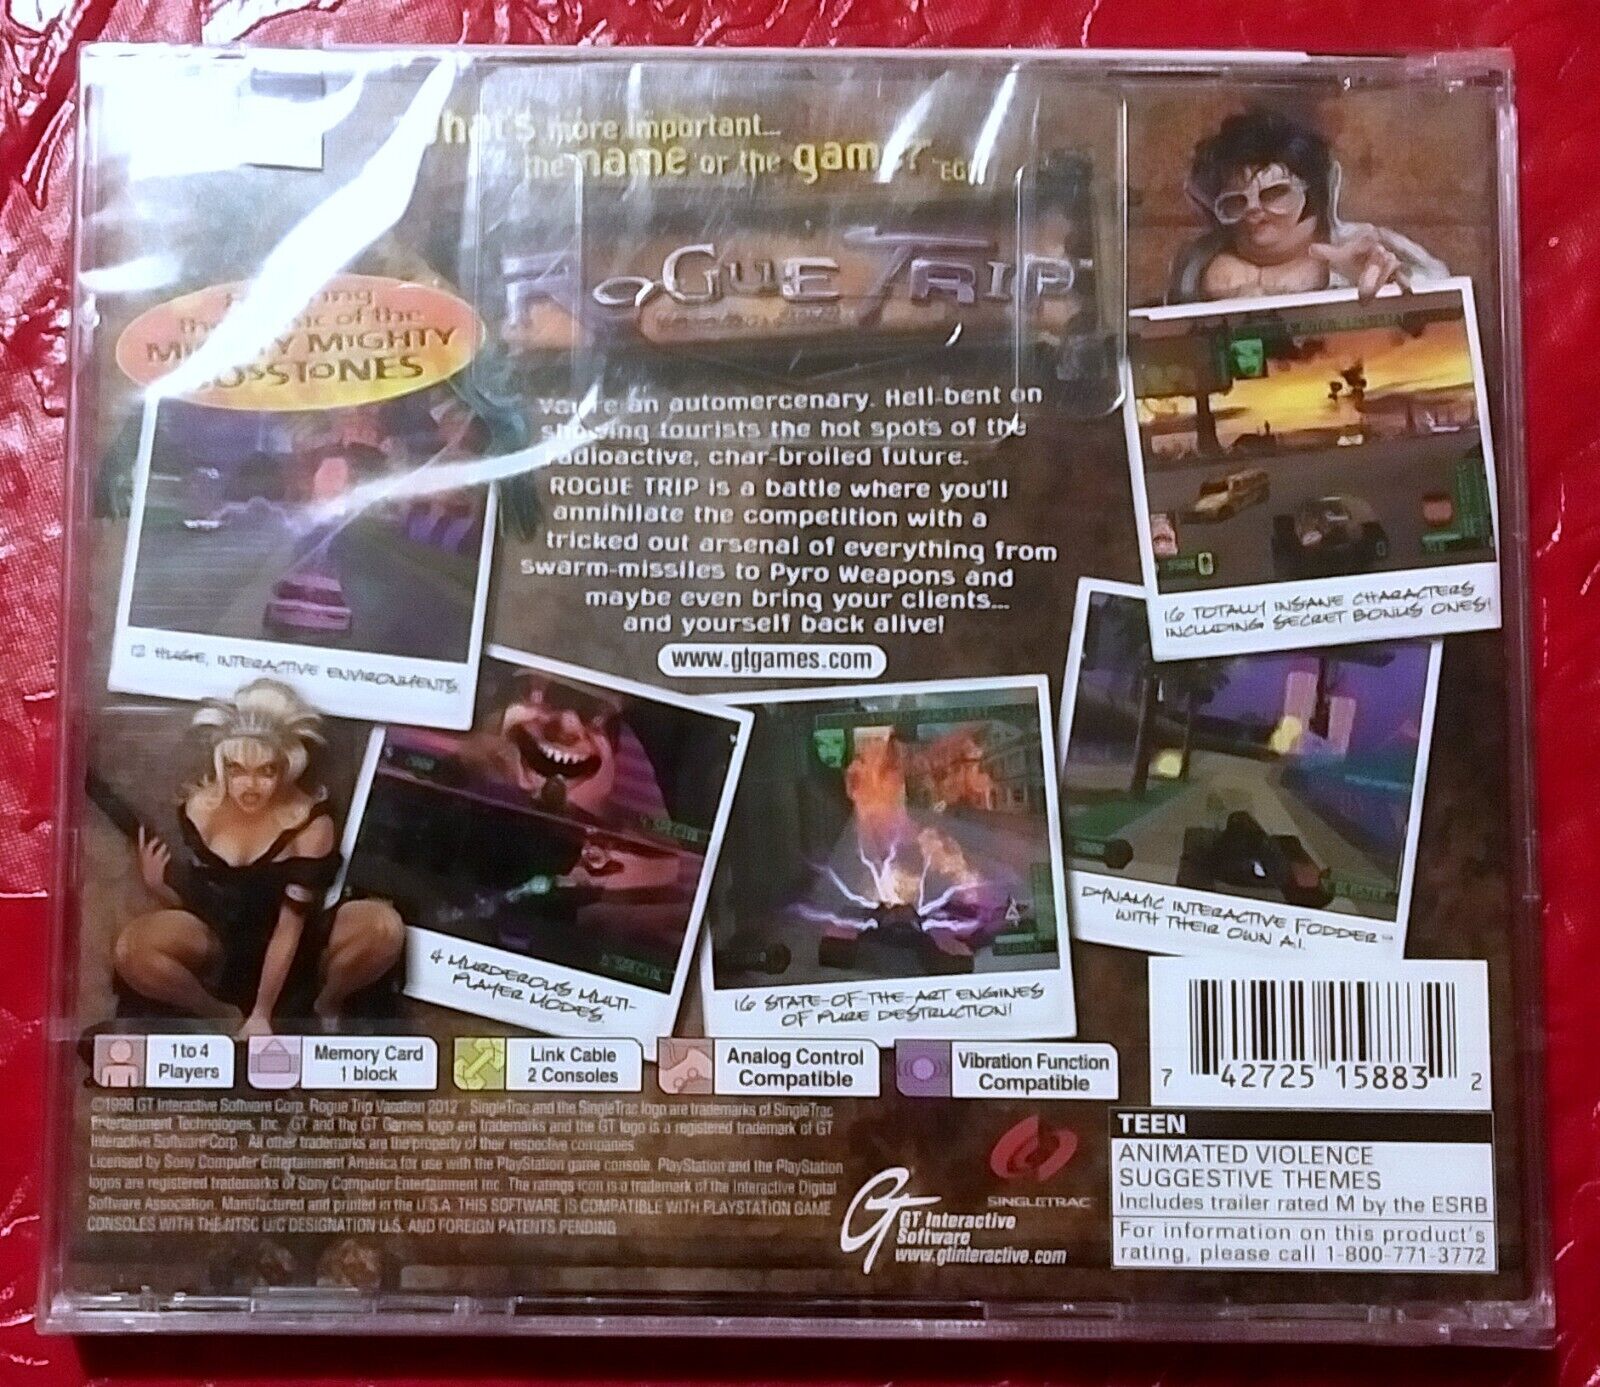 more important...
the name or the game?
ROGUE TRIP
the Music of the
MIGHTY MIGHTY
BOSSTONES
You're an automercenary. Hell-bent on
showing tourists the hot spots of the
radioactive, char-broiled future.
ROGUE TRIP is a battle where you'll
annihilate the competition with a
tricked out arsenal of everything from
swarm-missiles to Pyro Weapons and
maybe even bring your clients...
and yourself back alive!
www.gtgames.com
12 HUGE, INTERACTIVE ENVIRONMENTS.
16 TOTALLY INSANE CHARACTERS
INCLUDING SECRET BONUS ONES!
4 MURDEROUS MULTI-
PLAYER MODES.
16 STATE-OF-THE-ART ENGINES
OF PURE DESTRUCTION!
DYNAMIC INTERACTIVE FODDER-
WITH THEIR OWN A.I.
1 to 4
Players
Memory Card
1 block
Link Cable
2 Consoles
Analog Control
Compatible
Vibration Function
Compatible
7 42725 15883 2
©1998 GT Interactive Software Corp. Rogue Trip Vacation 2012, SingleTrac and the SingleTrac logo are trademarks of SingleTrac
Entertainment Technologies, Inc. GT and the GT Games logo are trademarks and the GT logo is a registered trademark of GT
Interactive Software Corp. All other trademarks are the property of their respective companies.
Licensed by Sony Computer Entertainment America for use with the PlayStation game console. PlayStation and the PlayStation
logos are registered trademarks of Sony Computer Entertainment Inc. The ratings icon is a trademark of the Interactive Digital
Software Association. Manufactured and printed in the U.S.A. THIS SOFTWARE IS COMPATIBLE WITH PLAYSTATION GAME
CONSOLES WITH THE NTSC U/C DESIGNATION. U.S. AND FOREIGN PATENTS PENDING.
GT Interactive
Software
www.gtinteractive.com
SINGLETRAC
TEEN
ANIMATED VIOLENCE
SUGGESTIVE THEMES
Includes trailer rated M by the ESRB
For information on this product's
rating, please call 1-800-771-3772